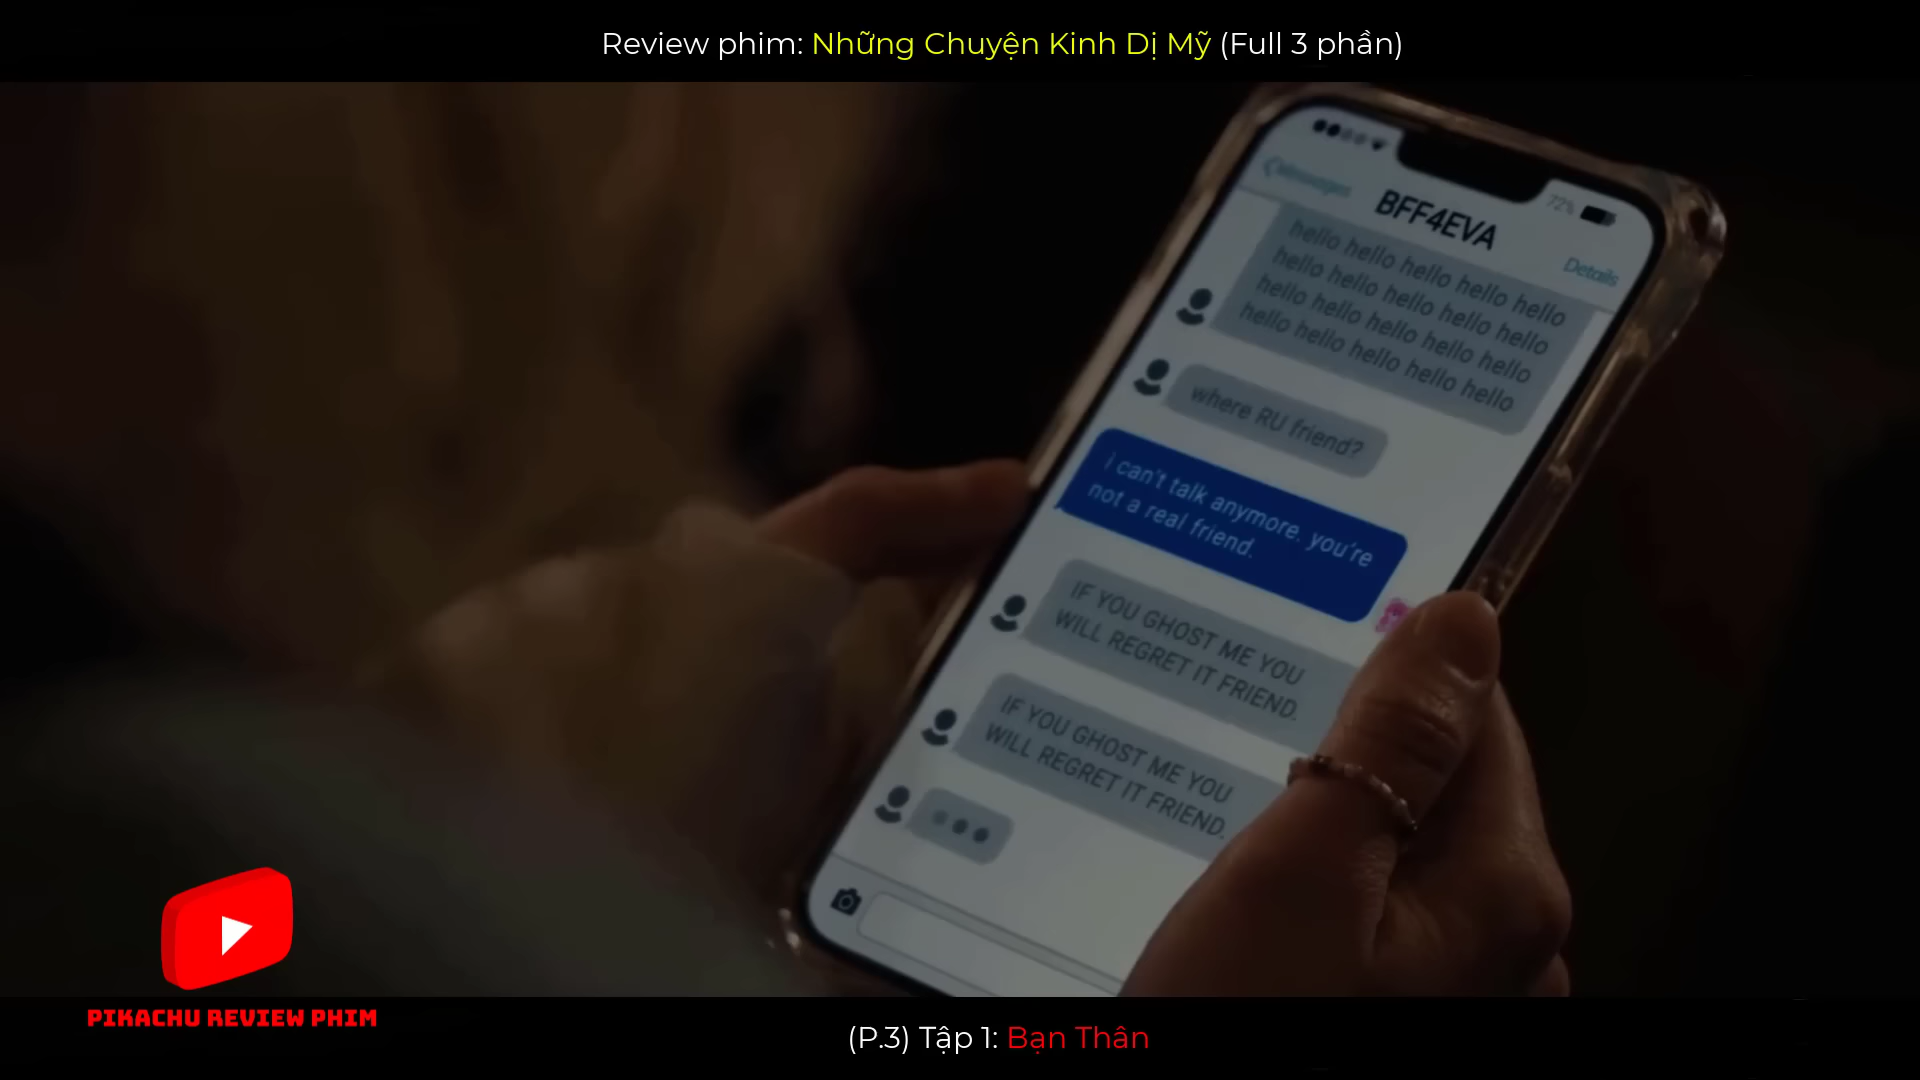 Review phim: Những Chuyện Kinh Dị Mỹ (Full 3 phần)
72%
Messages
BFF4EVA
Details
hello hello hello hello hello
hello hello hello hello hello
hello hello hello hello hello
hello hello hello hello hello
where RU friend?
i can't talk anymore. you're
not a real friend.
IF YOU GHOST ME YOU
WILL REGRET IT FRIEND.
IF YOU GHOST ME YOU
WILL REGRET IT FRIEND.
PIKACHU REVIEW PHIM
(P.3) Tập 1: Bạn Thân